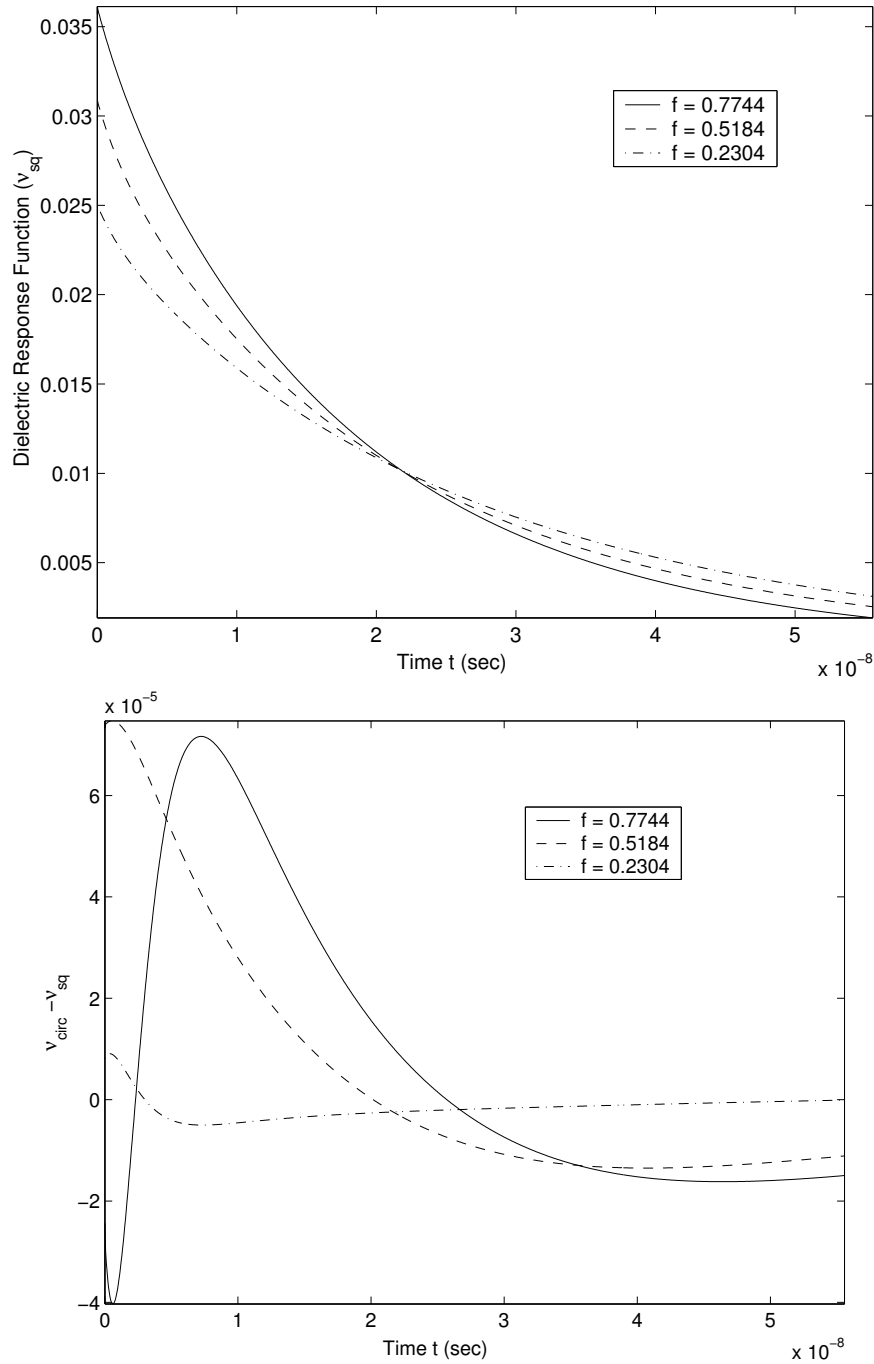 0.035
0.03
0.025
0.02
0.015
0.01
0.005
Dielectric Response Function (ν_sq)
f = 0.7744
f = 0.5184
f = 0.2304
0 1 2 3 4 5
Time t (sec)
x 10⁻⁸
x 10⁻⁵
6
4
2
0
−2
−4
ν_circ −ν_sq
f = 0.7744
f = 0.5184
f = 0.2304
0 1 2 3 4 5
Time t (sec)
x 10⁻⁸